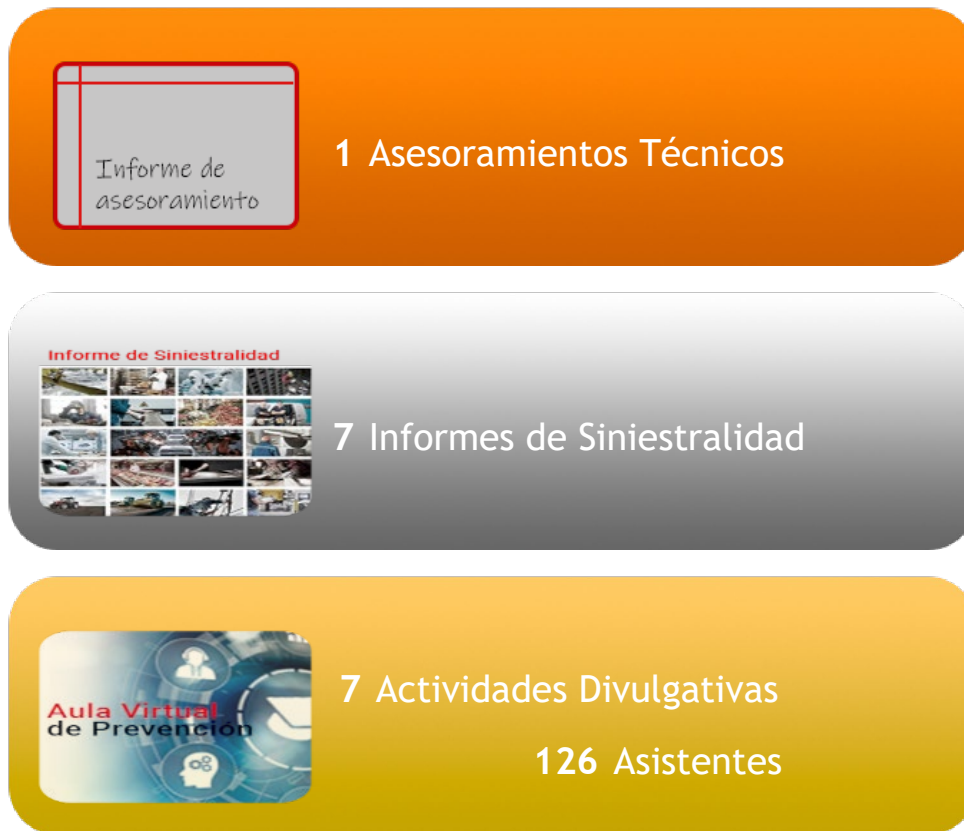 Informe de
asesoramiento
1 Asesoramientos Técnicos
Informe de Siniestralidad
7 Informes de Siniestralidad
Aula Virtual
de Prevención
7 Actividades Divulgativas
126 Asistentes